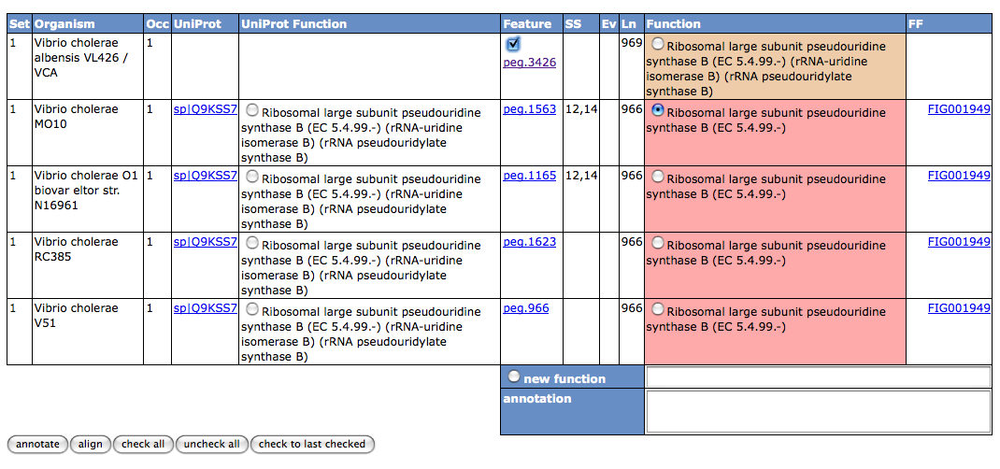 Set Organism Occ UniProt UniProt Function Feature SS Ev Ln Function FF
1 Vibrio cholerae 1 969 Ribosomal large subunit pseudouridine
albensis VL426 / peg.3426 synthase B (EC 5.4.99.-) (rRNA-uridine
VCA isomerase B) (rRNA pseudouridylate
synthase B)
1 Vibrio cholerae 1 sp|Q9KSS7 Ribosomal large subunit pseudouridine peg.1563 12,14 966 Ribosomal large subunit pseudouridine FIG001949
MO10 synthase B (EC 5.4.99.-) (rRNA-uridine synthase B (EC 5.4.99.-)
isomerase B) (rRNA pseudouridylate
synthase B)
1 Vibrio cholerae O1 1 sp|Q9KSS7 Ribosomal large subunit pseudouridine peg.1165 12,14 966 Ribosomal large subunit pseudouridine FIG001949
biovar eltor str. synthase B (EC 5.4.99.-) (rRNA-uridine synthase B (EC 5.4.99.-)
N16961 isomerase B) (rRNA pseudouridylate
synthase B)
1 Vibrio cholerae 1 sp|Q9KSS7 Ribosomal large subunit pseudouridine peg.1623 966 Ribosomal large subunit pseudouridine FIG001949
RC385 synthase B (EC 5.4.99.-) (rRNA-uridine synthase B (EC 5.4.99.-)
isomerase B) (rRNA pseudouridylate
synthase B)
1 Vibrio cholerae 1 sp|Q9KSS7 Ribosomal large subunit pseudouridine peg.966 966 Ribosomal large subunit pseudouridine FIG001949
V51 synthase B (EC 5.4.99.-) (rRNA-uridine synthase B (EC 5.4.99.-)
isomerase B) (rRNA pseudouridylate
synthase B)
new function
annotation
annotate align check all uncheck all check to last checked